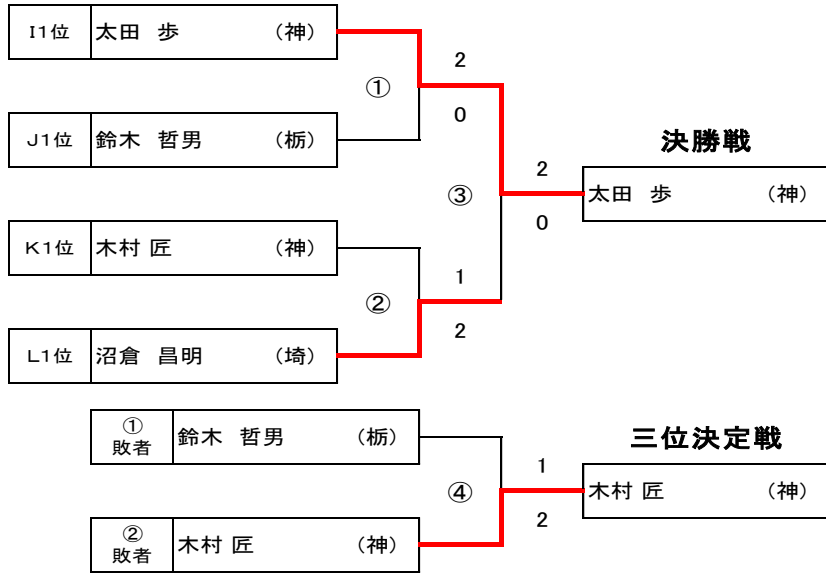 I1位 太田 歩 (神)
2
①
0
J1位 鈴木 哲男 (栃)
決勝戦
2
③
太田 歩 (神)
0
K1位 木村 匠 (神)
1
②
2
L1位 沼倉 昌明 (埼)
①
敗者 鈴木 哲男 (栃)
三位決定戦
1
④
木村 匠 (神)
2
②
敗者 木村 匠 (神)